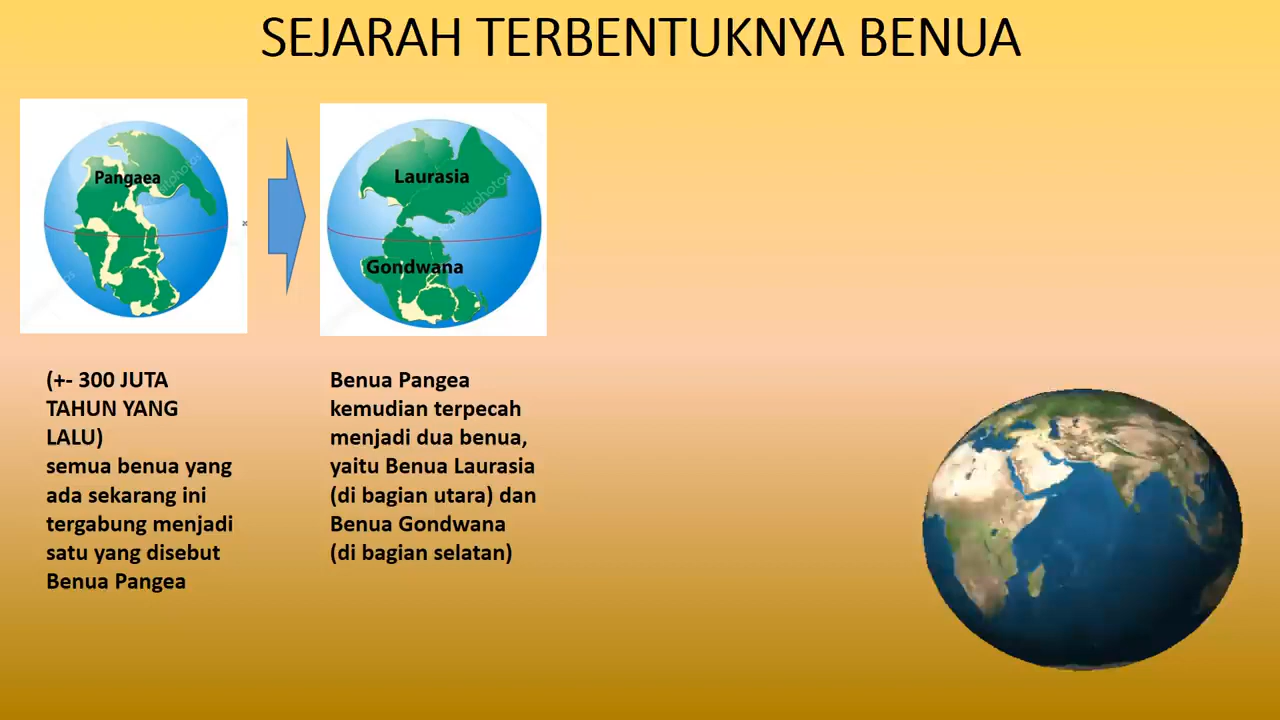 SEJARAH TERBENTUKNYA BENUA
Pangaea
Laurasia
Gondwana
(+- 300 JUTA
TAHUN YANG
LALU)
semua benua yang
ada sekarang ini
tergabung menjadi
satu yang disebut
Benua Pangea
Benua Pangea
kemudian terpecah
menjadi dua benua,
yaitu Benua Laurasia
(di bagian utara) dan
Benua Gondwana
(di bagian selatan)